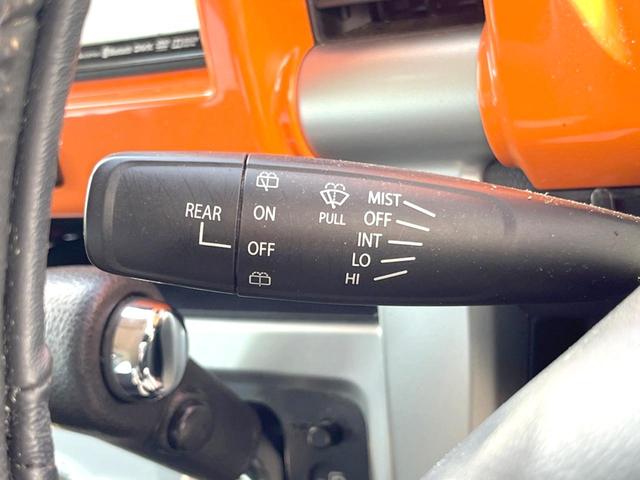 REAR
ON
OFF
PULL
MIST
OFF
INT
LO
HI